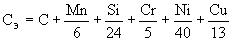 Cэ = C + Mn/6 + Si/24 + Cr/5 + Ni/40 + Cu/13